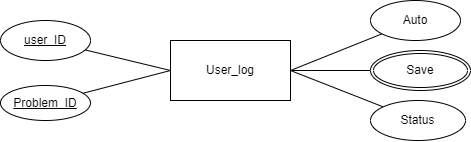 Auto
user_ID
User_log
Save
Problem_ID
Status